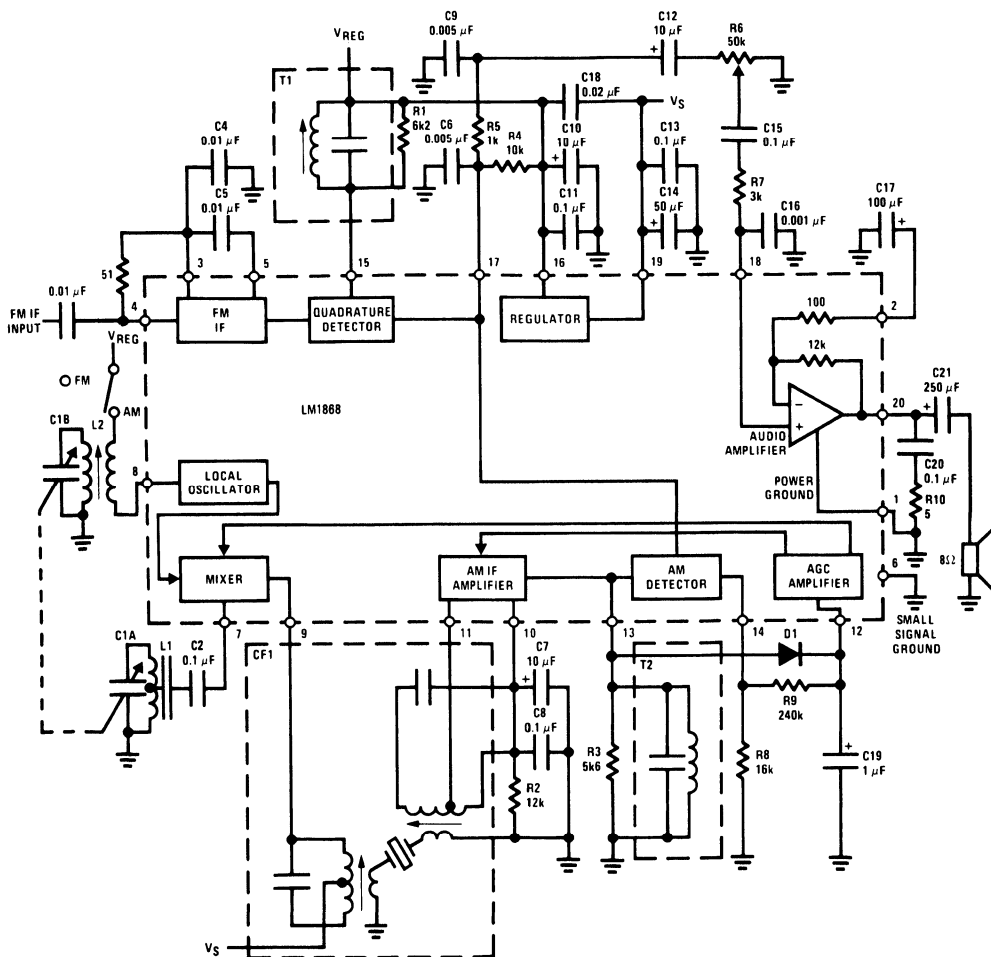 C9
0.005 μF
C12
10 μF
+
R6
50k
VREG
T1
C18
0.02 μF
VS
R1
6k2
C4
0.01 μF
C6
0.005 μF
R5
1k
R4
10k
C10
10 μF
+
C13
0.1 μF
C15
0.1 μF
C5
0.01 μF
C11
0.1 μF
C14
50 μF
+
R7
3k
C16
0.001 μF
C17
100 μF
+
51
3
5
15
17
16
19
18
0.01 μF
4
FM IF
INPUT
FM
IF
QUADRATURE
DETECTOR
REGULATOR
100
2
12k
VREG
FM
AM
LM1868
C1B
L2
8
LOCAL
OSCILLATOR
−
+
AUDIO
AMPLIFIER
20
+
C21
250 μF
C20
0.1 μF
POWER
GROUND
R10
5
1
8Ω
MIXER
AM IF
AMPLIFIER
AM
DETECTOR
AGC
AMPLIFIER
6
SMALL
SIGNAL
GROUND
7
9
11
10
13
14
12
C1A
L1
C2
0.1 μF
CF1
C7
10 μF
+
C8
0.1 μF
R2
12k
T2
D1
R3
5k6
R9
240k
R8
16k
+
C19
1 μF
VS